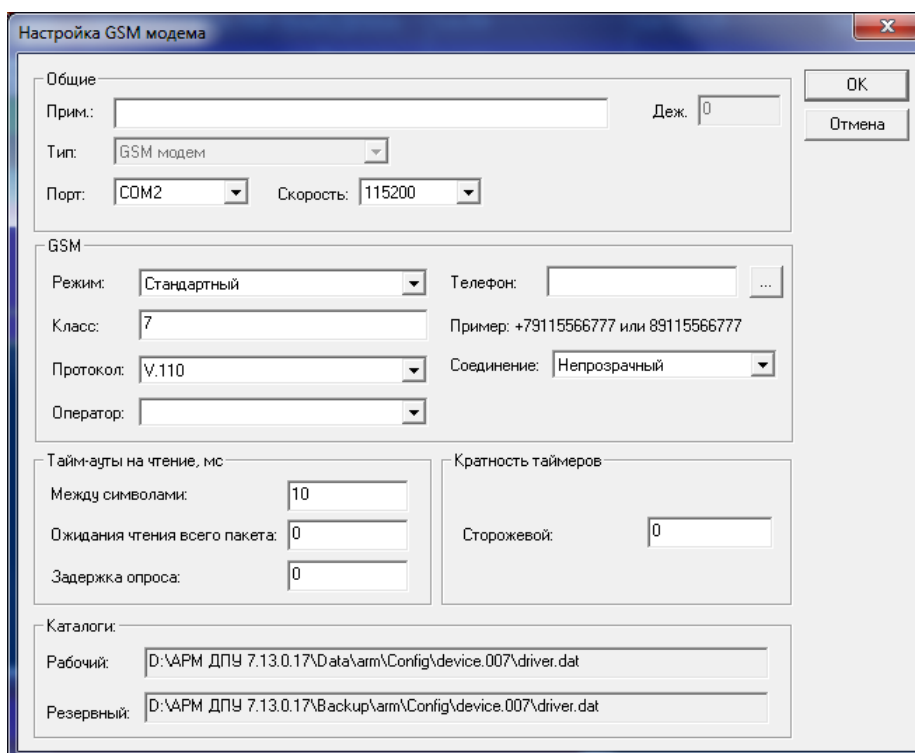 Настройка GSM модема
Общие
OK
Прим.:
Деж. 0
Отмена
Тип: GSM модем
Порт: COM2 Скорость: 115200
GSM
Режим: Стандартный Телефон: ...
Класс: 7 Пример: +79115566777 или 89115566777
Протокол: V.110 Соединение: Непрозрачный
Оператор:
Тайм-ауты на чтение, мс Кратность таймеров
Между символами: 10
Ожидания чтения всего пакета: 0 Сторожевой: 0
Задержка опроса: 0
Каталоги:
Рабочий: D:\АРМ ДПУ 7.13.0.17\Data\arm\Config\device.007\driver.dat
Резервный: D:\АРМ ДПУ 7.13.0.17\Backup\arm\Config\device.007\driver.dat